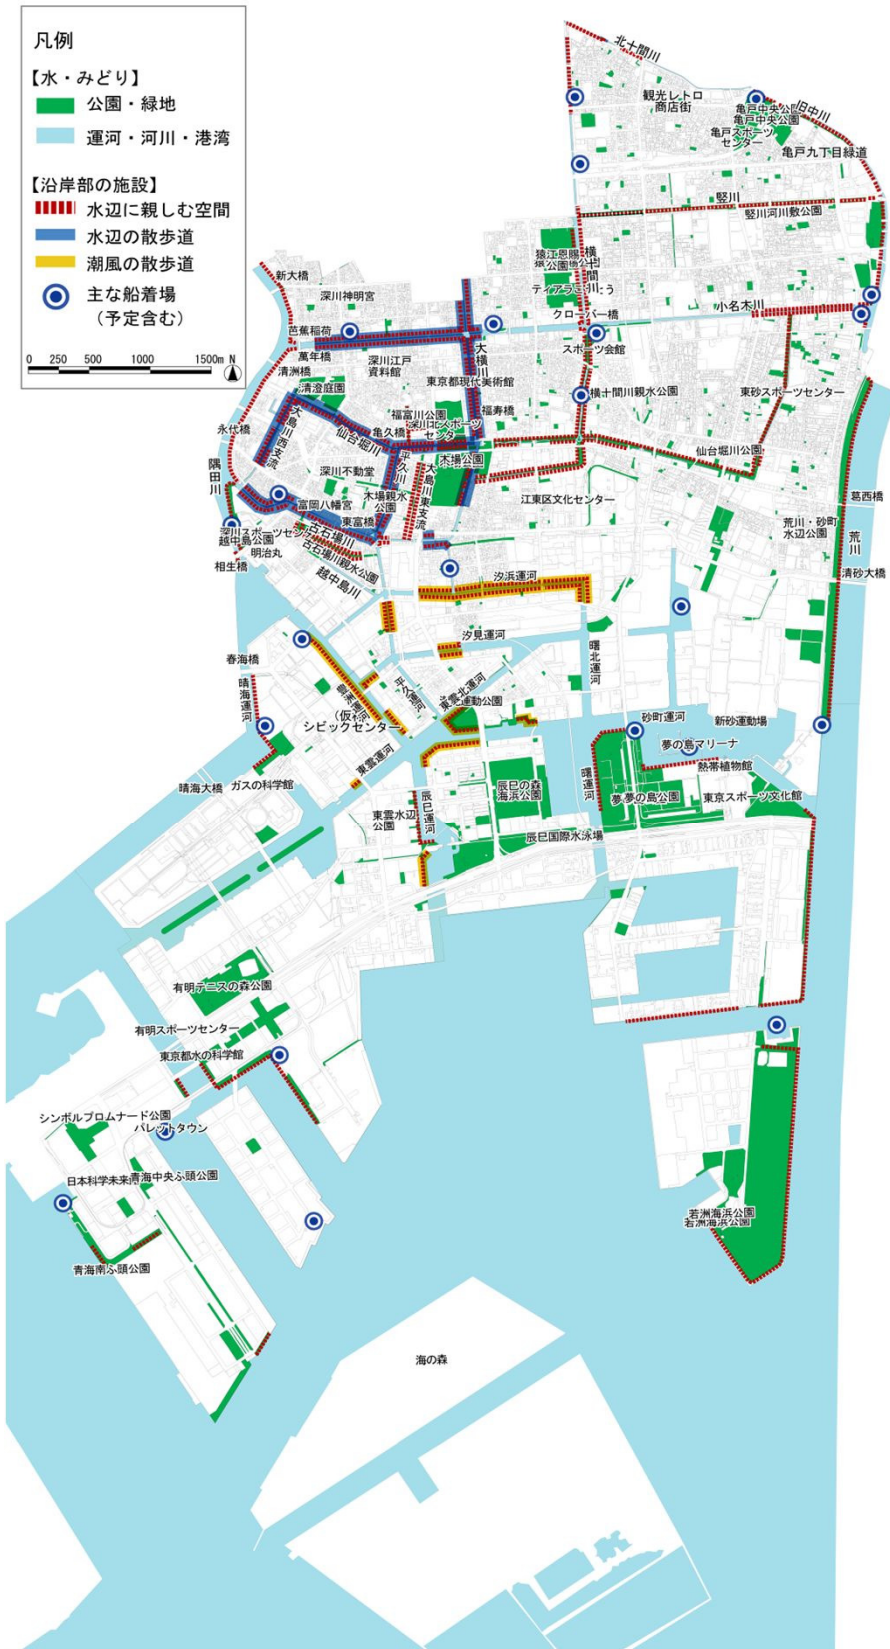 凡例
【水・みどり】
公園・緑地
運河・河川・港湾
【沿岸部の施設】
水辺に親しむ空間
水辺の散歩道
潮風の散歩道
主な船着場
（予定含む）
0 250 500 1000 1500m N
北十間川
観光レトロ
商店街
亀戸中央公園
亀戸スポーツ
センター
旧中川
亀戸九丁目緑道
竪川
竪川河川敷公園
新大橋
深川神明宮
猿江恩賜
公園
横十間川
ティアラこうとう
小名木川
クローバー橋
芭蕉稲荷
萬年橋
スポーツ会館
清洲橋
深川江戸
資料館
大横川
東京都現代美術館
清澄庭園
横十間川親水公園
東砂スポーツセンター
福富川公園
福寿橋
大島川西支流
仙台堀川
亀久橋
永代橋
木場公園
仙台堀川公園
隅田川
深川不動堂
平久川
大島川東支流
木場親水
公園
江東区文化センター
葛西橋
富岡八幡宮
東富橋
荒川・砂町
水辺公園
荒川
越中島公園
古石場川
古石場川親水公園
明治丸
相生橋
越中島川
清砂大橋
汐浜運河
汐見運河
曙北運河
春海橋
晴海運河
豊洲運河
平久運河
東雲北運河
シビックセンター
砂町運河
新砂運動場
夢の島マリーナ
熱帯植物館
東雲運河
晴海大橋
ガスの科学館
辰巳の森
海浜公園
曙運河
夢の島公園
東京スポーツ文化館
東雲水辺
公園
辰巳運河
辰巳国際水泳場
有明テニスの森公園
有明スポーツセンター
東京都水の科学館
シンボルプロムナード公園
パレットタウン
日本科学未来
青海中央ふ頭公園
若洲海浜公園
若洲海浜公園
青海南ふ頭公園
海の森